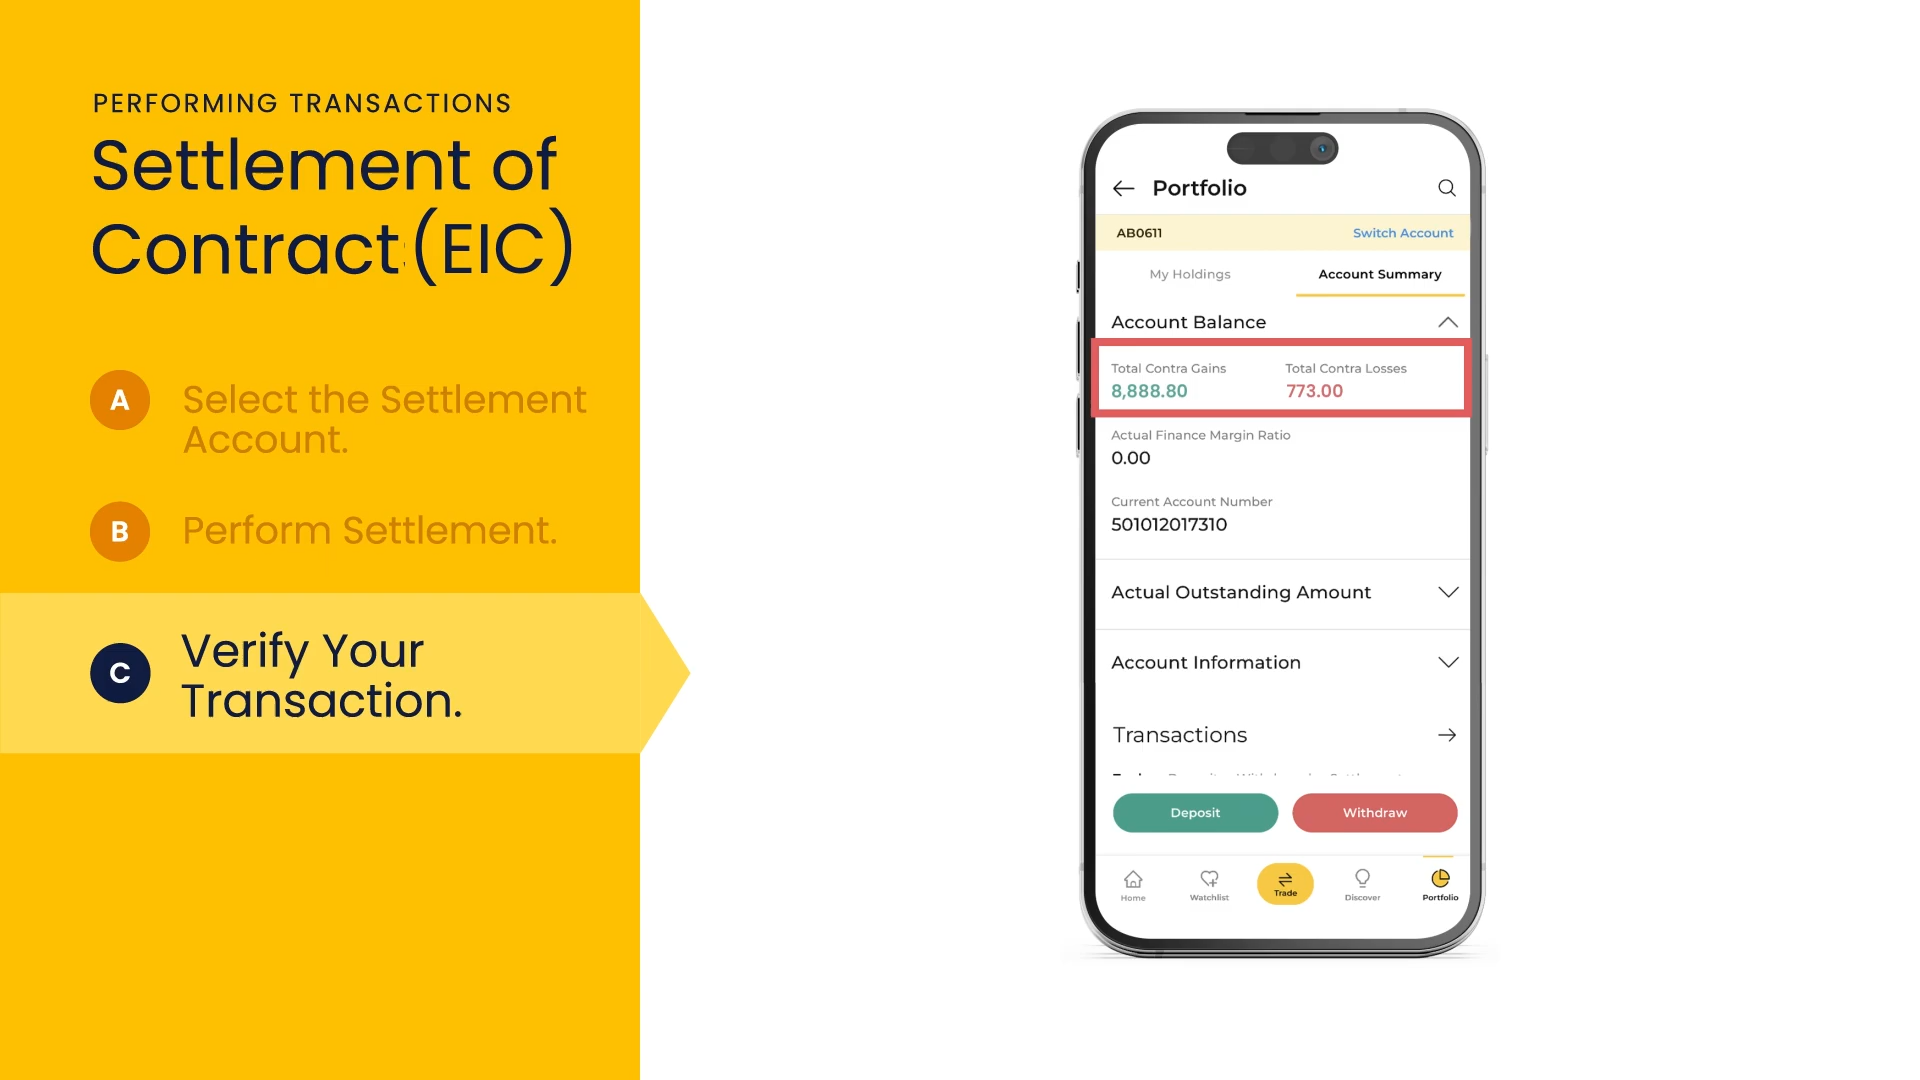 PERFORMING TRANSACTIONS
Settlement of
Contract (EIC)
A
Select the Settlement
Account.
B
Perform Settlement.
C
Verify Your
Transaction.
Portfolio
AB0611
Switch Account
My Holdings
Account Summary
Account Balance
Total Contra Gains
Total Contra Losses
8,888.80
773.00
Actual Finance Margin Ratio
0.00
Current Account Number
501012017310
Actual Outstanding Amount
Account Information
Transactions
Deposit
Withdraw
Home
Watchlist
Trade
Discover
Portfolio